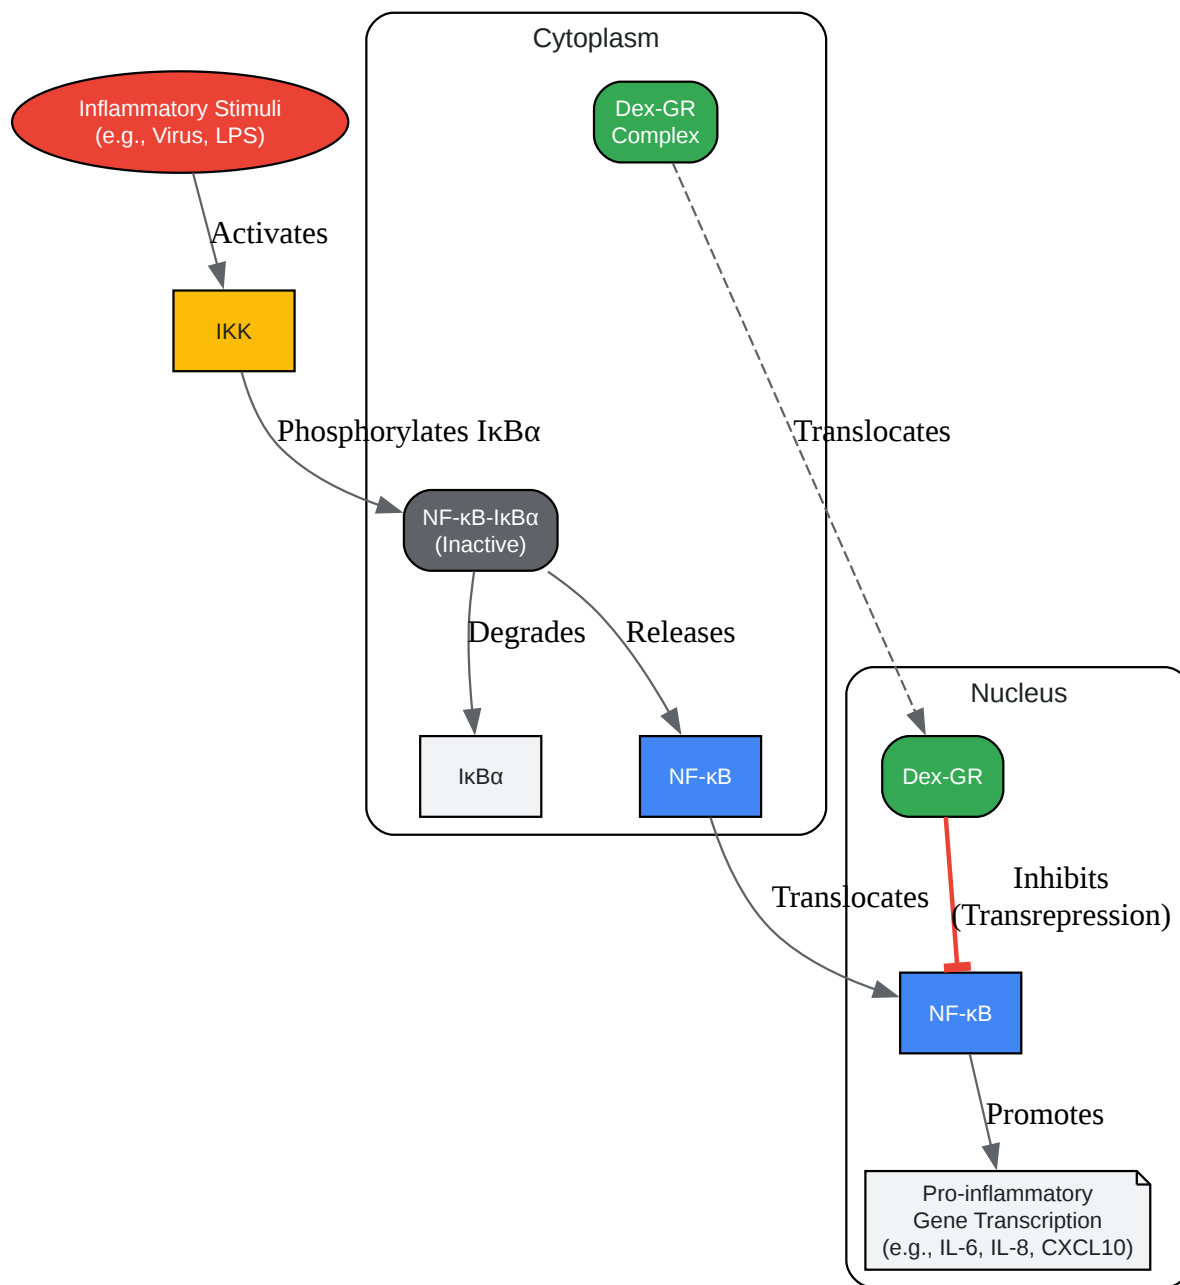 Cytoplasm
Inflammatory Stimuli
(e.g., Virus, LPS)
Dex-GR
Complex
Activates
IKK
Phosphorylates IκBα
Translocates
NF-κB-IκBα
(Inactive)
Degrades
Releases
Nucleus
IκBα
NF-κB
Dex-GR
Translocates
Inhibits
(Transrepression)
NF-κB
Promotes
Pro-inflammatory
Gene Transcription
(e.g., IL-6, IL-8, CXCL10)